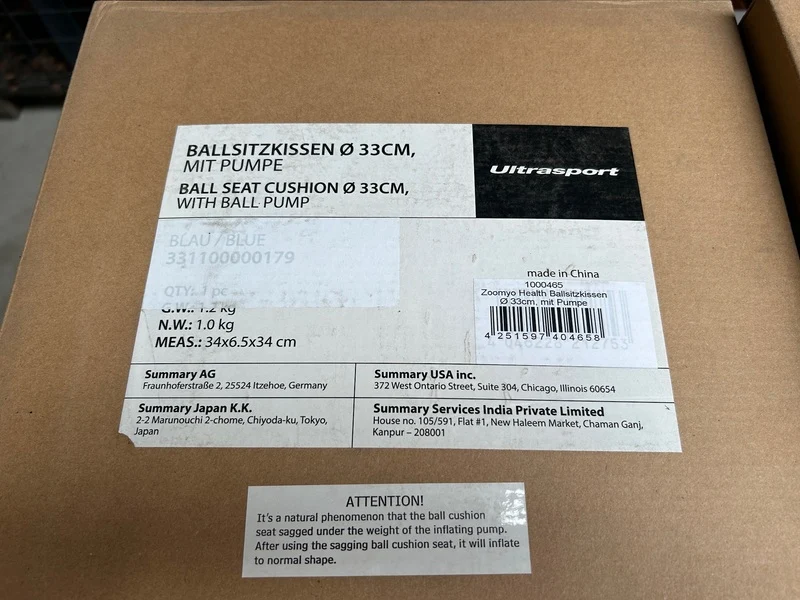 BALLSITZKISSEN Ø 33CM,
MIT PUMPE
BALL SEAT CUSHION Ø 33CM,
WITH BALL PUMP
Ultrasport
BLAU / BLUE
331100000179
QTY: 1 pc
G.W.: 1.2 kg
N.W.: 1.0 kg
MEAS.: 34x6.5x34 cm
made in China
1000465
Zoomyo Health Ballsitzkissen
Ø 33cm, mit Pumpe
4 251597 404658
Summary AG
Fraunhoferstraße 2, 25524 Itzehoe, Germany
Summary USA inc.
372 West Ontario Street, Suite 304, Chicago, Illinois 60654
Summary Japan K.K.
2-2 Marunouchi 2-chome, Chiyoda-ku, Tokyo,
Japan
Summary Services India Private Limited
House no. 105/591, Flat #1, New Haleem Market, Chaman Ganj,
Kanpur – 208001
ATTENTION!
It's a natural phenomenon that the ball cushion
seat sagged under the weight of the inflating pump.
After using the sagging ball cushion seat, it will inflate
to normal shape.